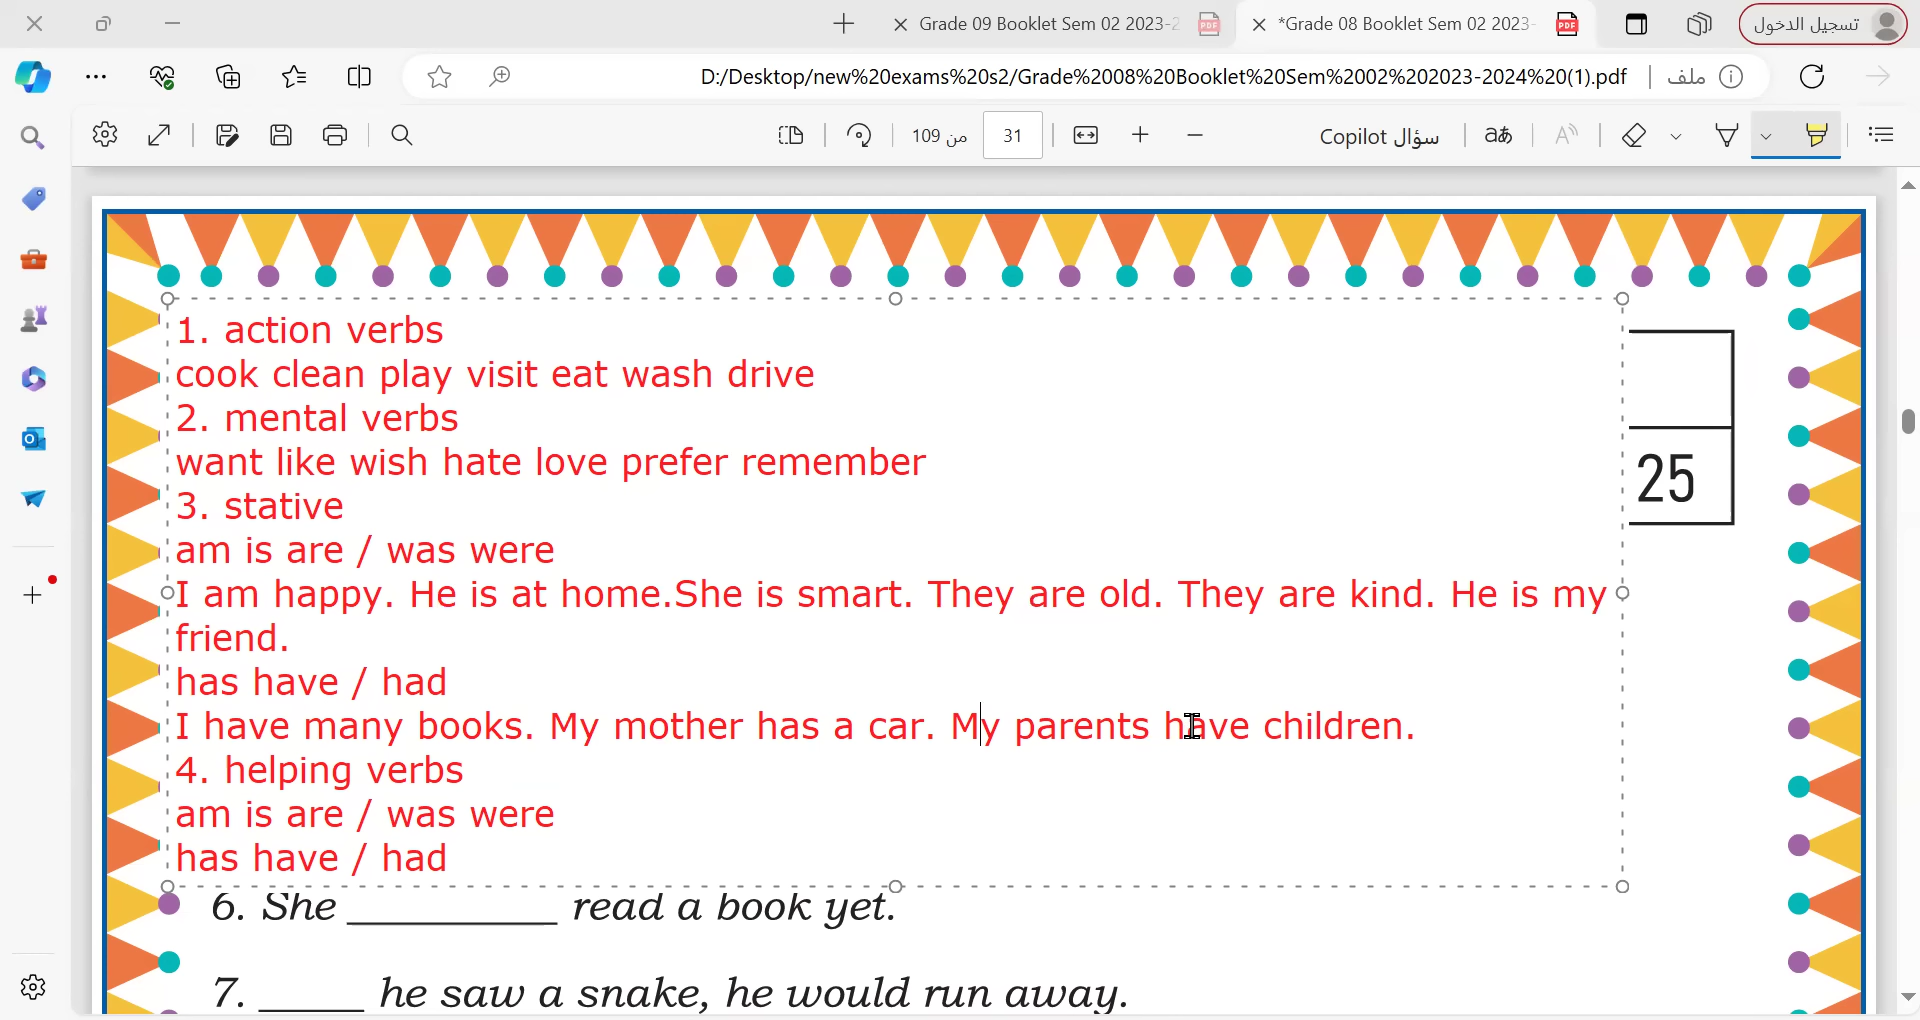 Grade 09 Booklet Sem 02 2023-2
*Grade 08 Booklet Sem 02 2023-
تسجيل الدخول
D:/Desktop/new%20exams%20s2/Grade%2008%20Booklet%20Sem%2002%202023-2024%20(1).pdf
ملف
من 109
31
سؤال Copilot
1. action verbs
cook clean play visit eat wash drive
2. mental verbs
want like wish hate love prefer remember
3. stative
am is are / was were
I am happy. He is at home.She is smart. They are old. They are kind. He is my
friend.
has have / had
I have many books. My mother has a car. My parents have children.
4. helping verbs
am is are / was were
has have / had
25
6. She __________ read a book yet.
7. _____ he saw a snake, he would run away.